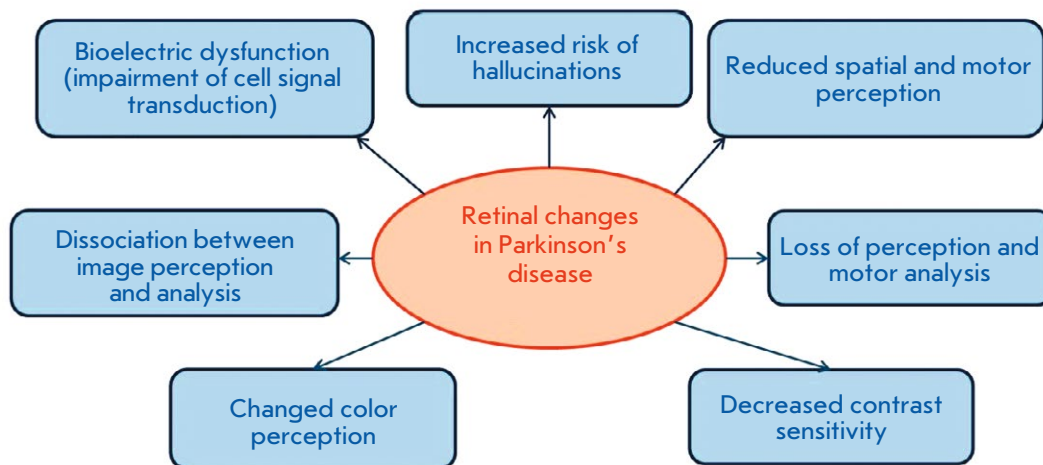 Bioelectric dysfunction
(impairment of cell signal
transduction)
Increased risk of
hallucinations
Reduced spatial and motor
perception
Retinal changes
in Parkinson's
disease
Dissociation between
image perception
and analysis
Loss of perception and
motor analysis
Changed color
perception
Decreased contrast
sensitivity